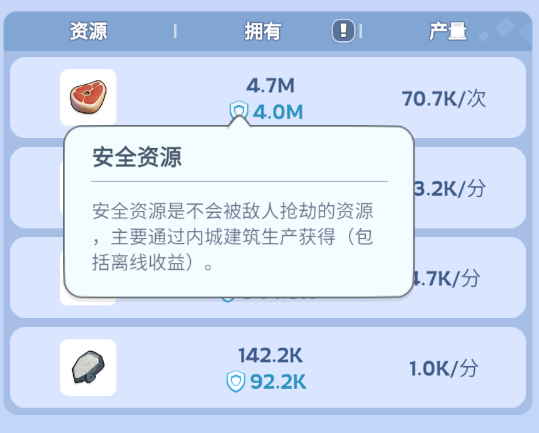 资源 | 拥有 ! | 产量
4.7M
4.0M
70.7K/次
安全资源
安全资源是不会被敌人抢劫的资源
，主要通过内城建筑生产获得（包
括离线收益）。
3.2K/分
4.7K/分
142.2K
92.2K
1.0K/分